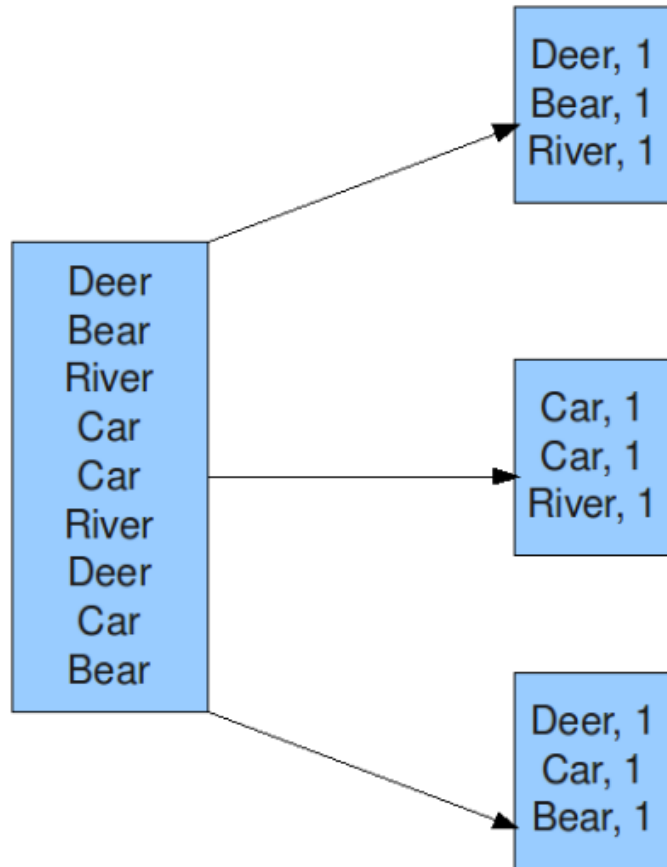 Deer
Bear
River
Car
Car
River
Deer
Car
Bear
Deer, 1
Bear, 1
River, 1
Car, 1
Car, 1
River, 1
Deer, 1
Car, 1
Bear, 1